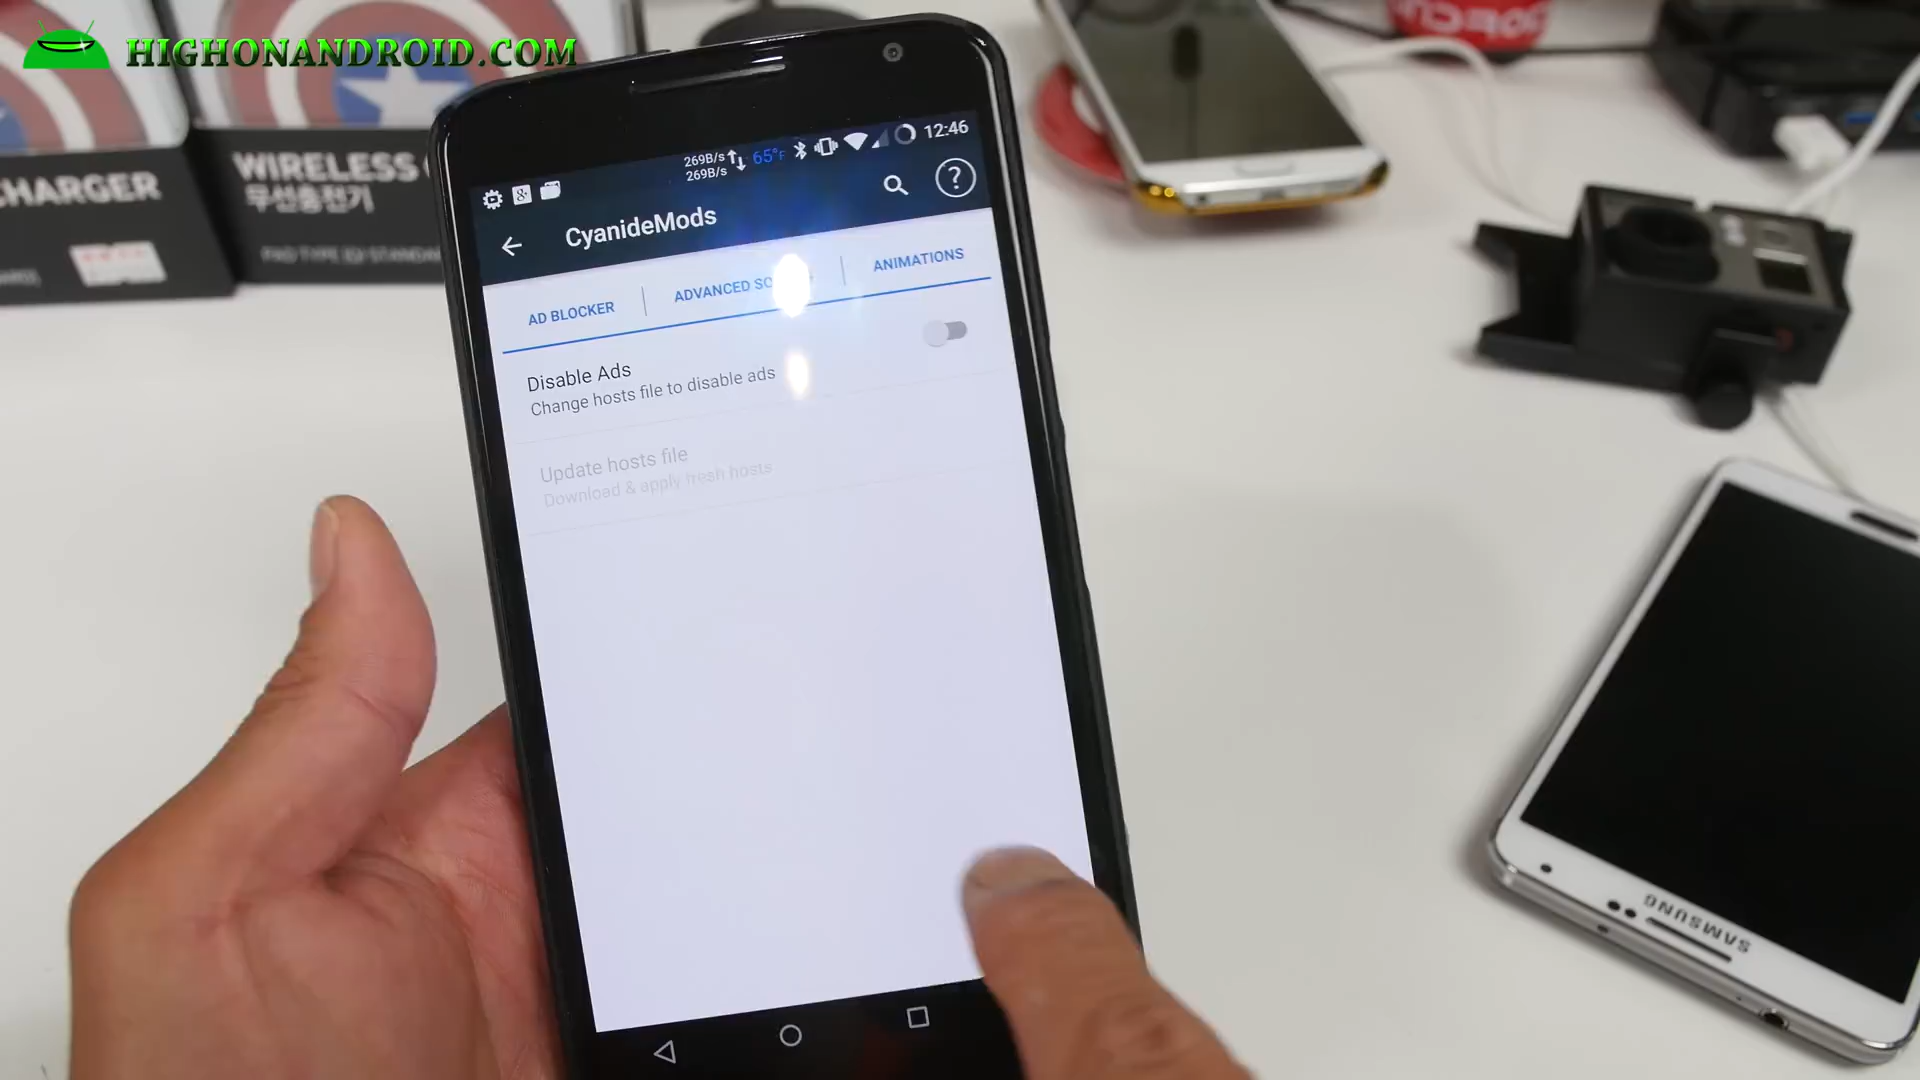 HIGHONANDROID.COM
CHARGER
WIRELESS
무선충전기
269B/s
269B/s
65°F
12:46
CyanideMods
AD BLOCKER
ADVANCED
ANIMATIONS
Disable Ads
Change hosts file to disable ads
Update hosts file
Download & apply fresh hosts
SAMSUNG